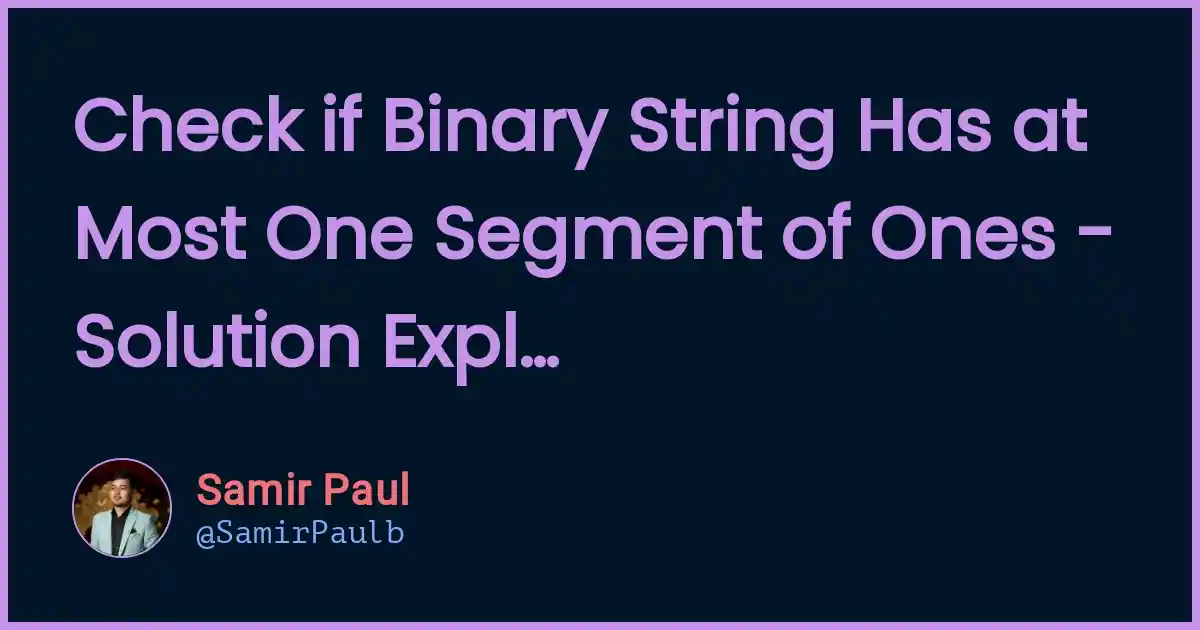 Check if Binary String Has at
Most One Segment of Ones -
Solution Expl...
Samir Paul
@SamirPaulb